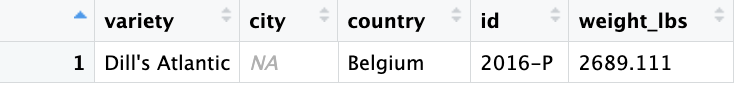 variety city country id weight_lbs
1 Dill's Atlantic NA Belgium 2016-P 2689.111